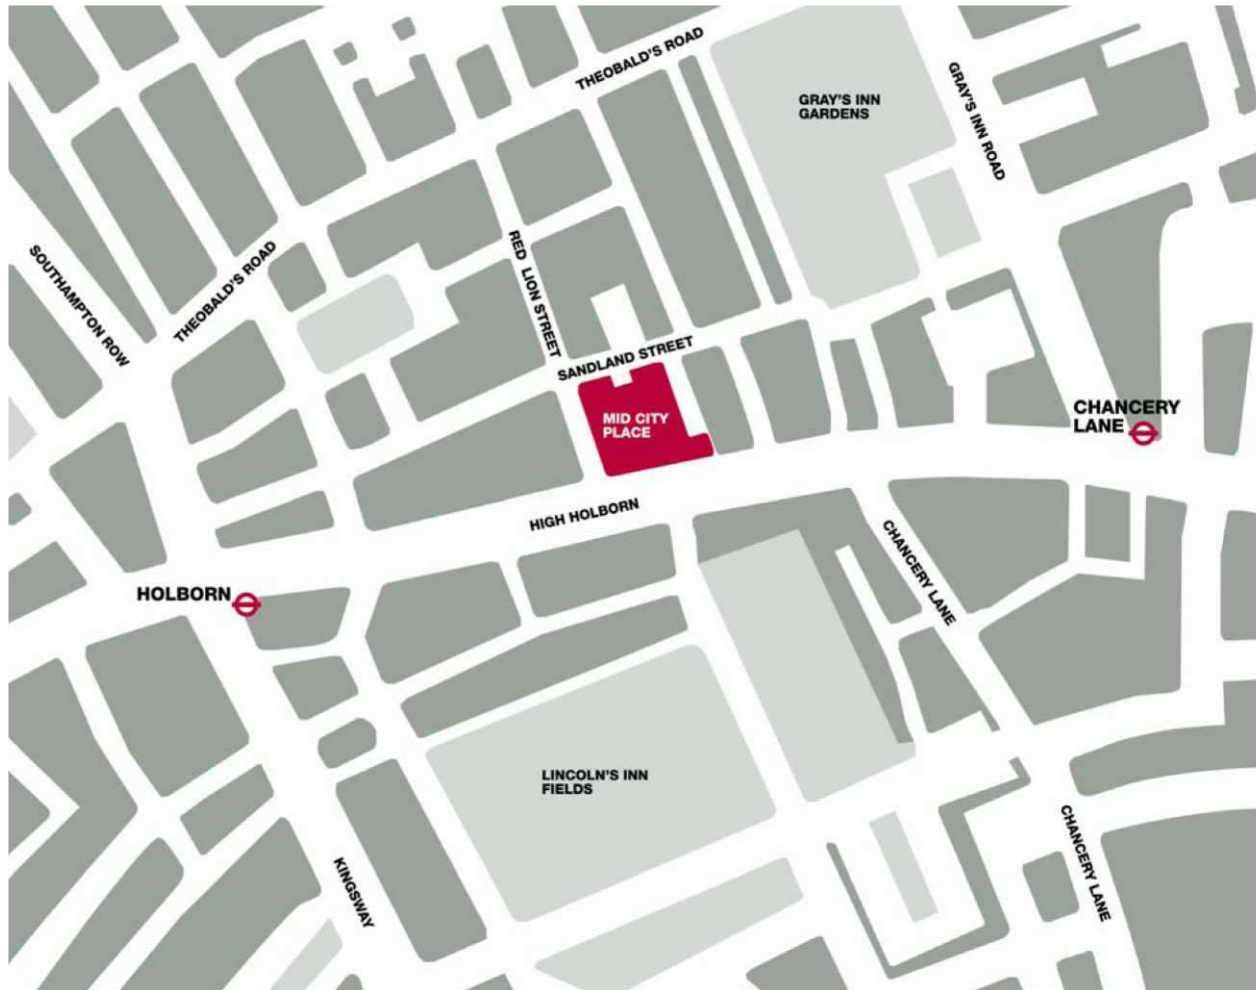 THEOBALD'S ROAD
GRAY'S INN ROAD
GRAY'S INN
GARDENS
SOUTHAMPTON ROW
THEOBALD'S ROAD
RED LION STREET
SANDLAND STREET
MID CITY
PLACE
CHANCERY
LANE
HIGH HOLBORN
CHANCERY LANE
HOLBORN
LINCOLN'S INN
FIELDS
KINGSWAY
CHANCERY LANE